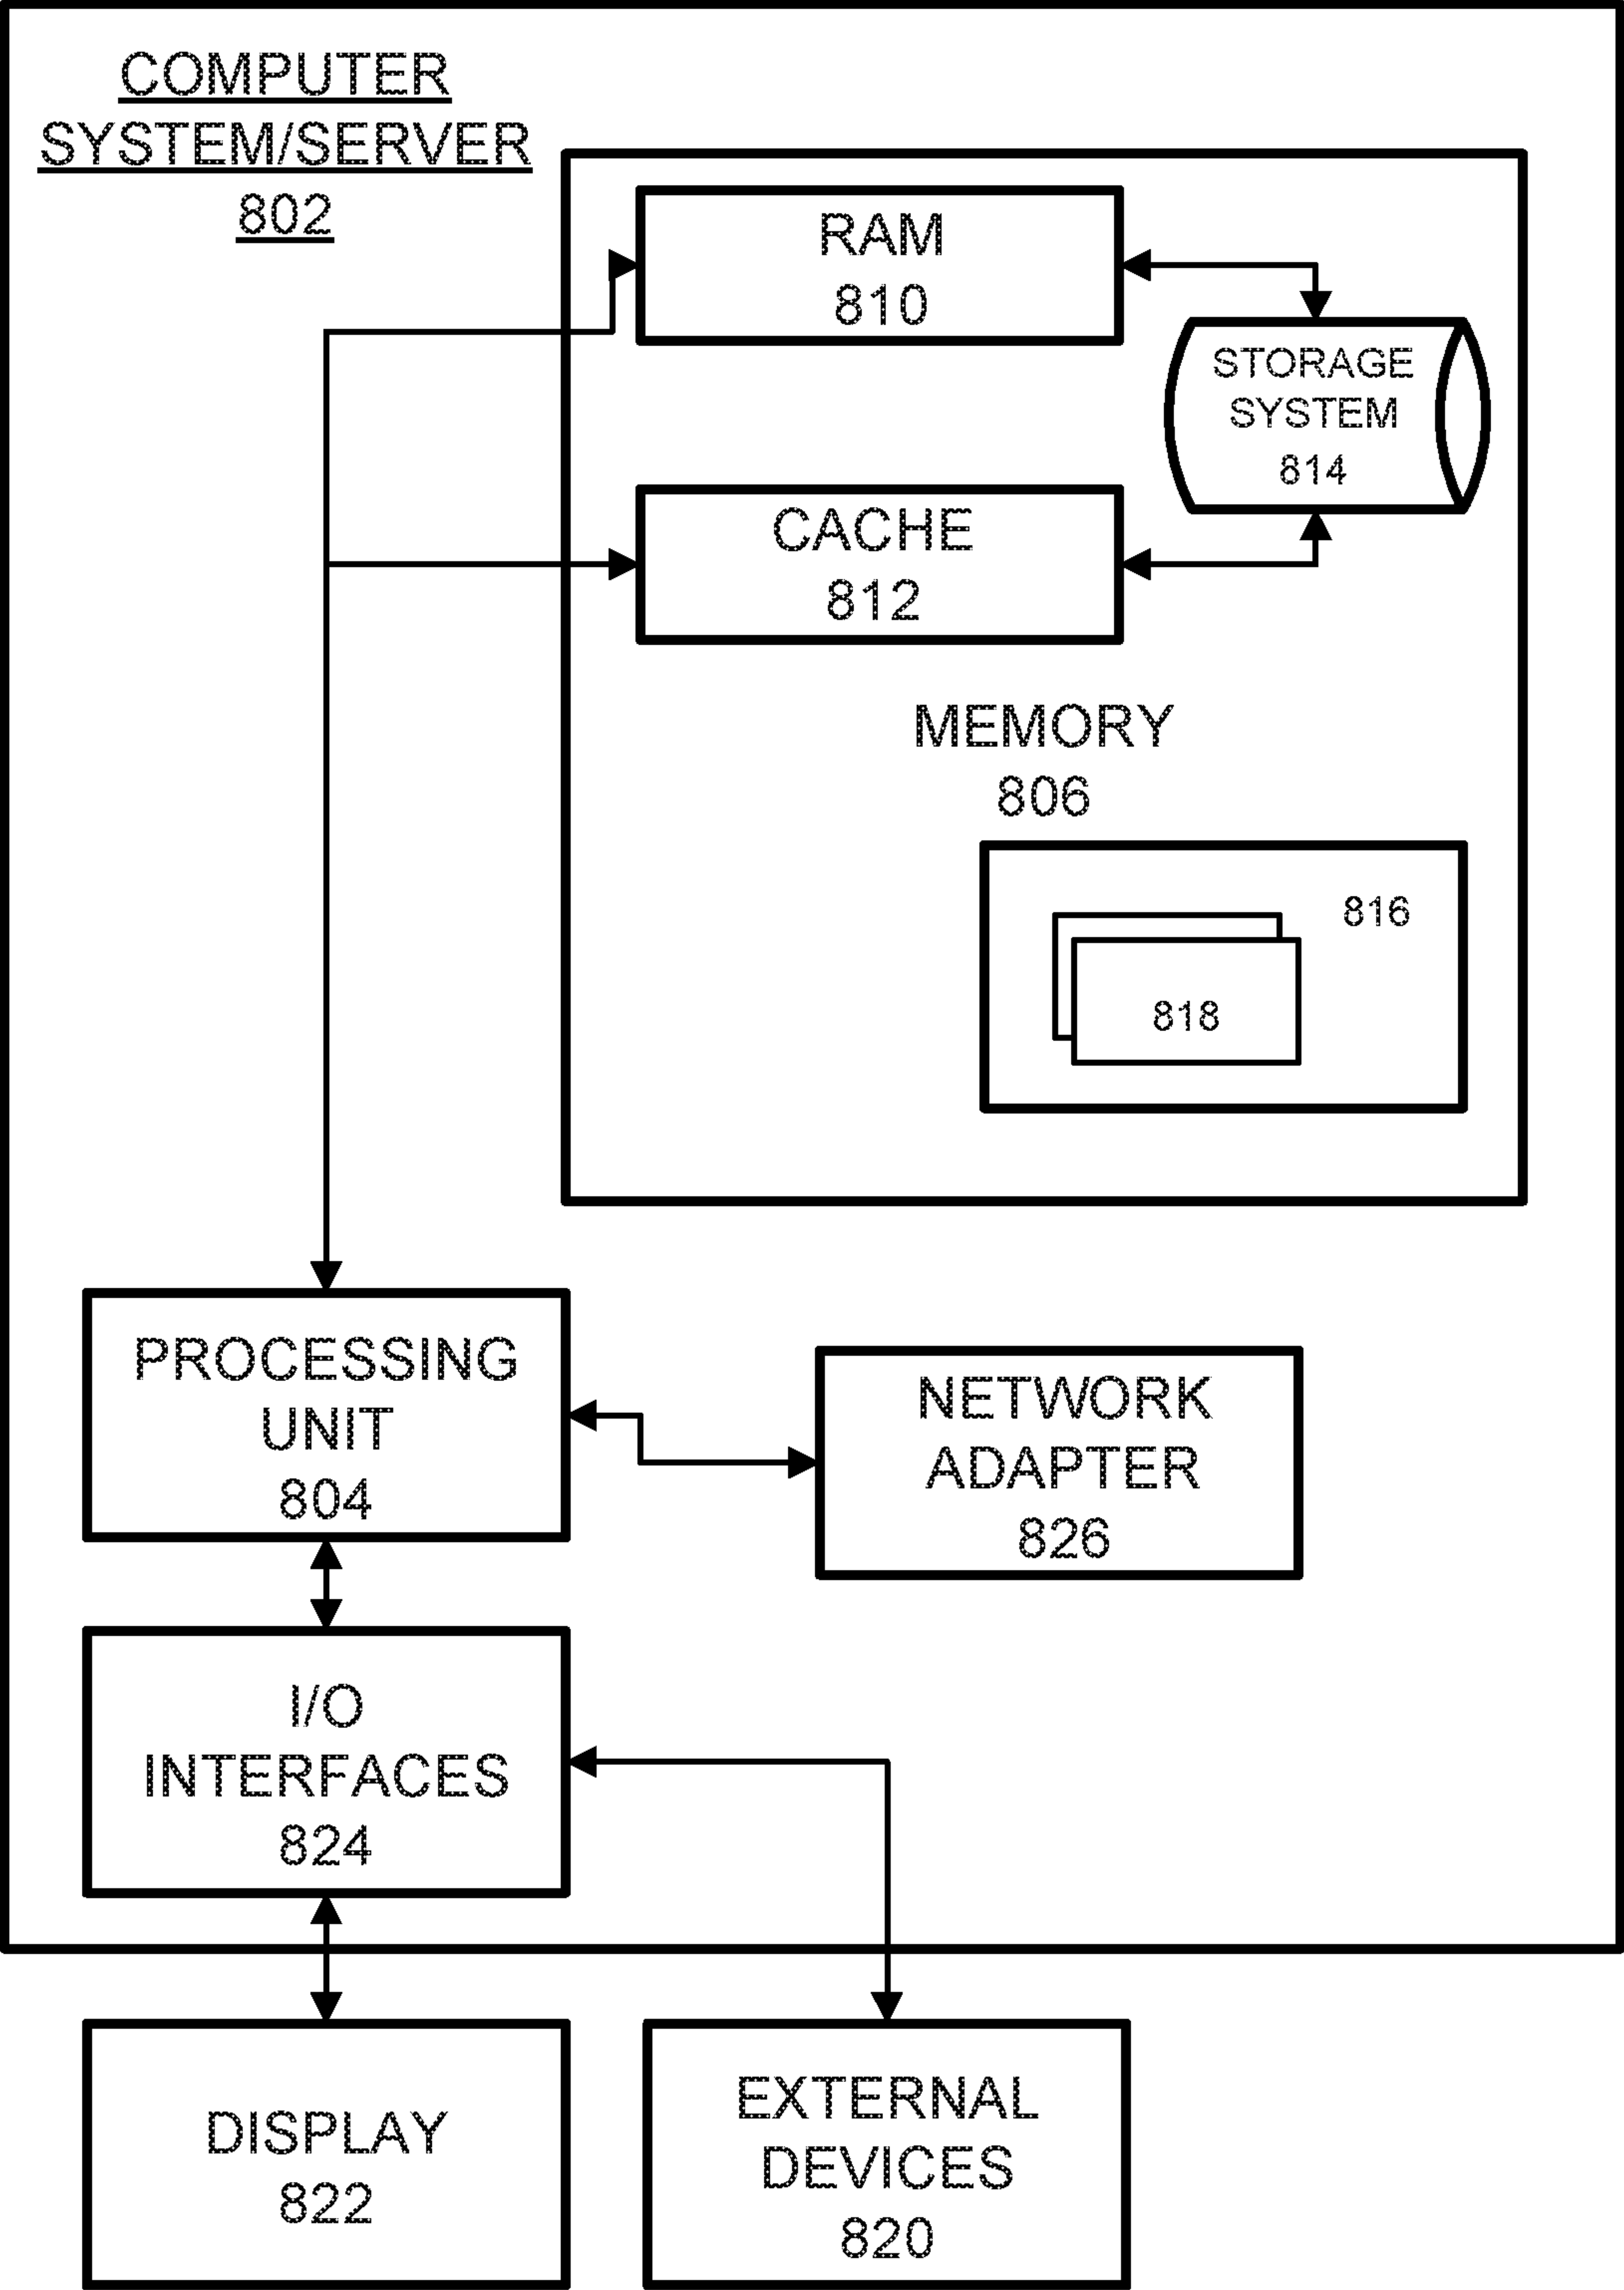 COMPUTER
SYSTEM/SERVER
802
RAM
810
STORAGE
SYSTEM
814
CACHE
812
MEMORY
806
816
818
PROCESSING
UNIT
804
NETWORK
ADAPTER
826
I/O
INTERFACES
824
DISPLAY
822
EXTERNAL
DEVICES
820